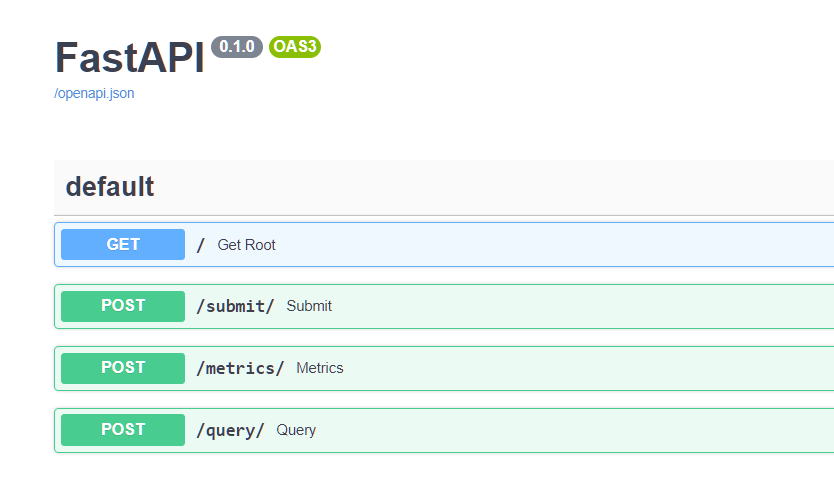 FastAPI 0.1.0 OAS3
/openapi.json
default
GET / Get Root
POST /submit/ Submit
POST /metrics/ Metrics
POST /query/ Query